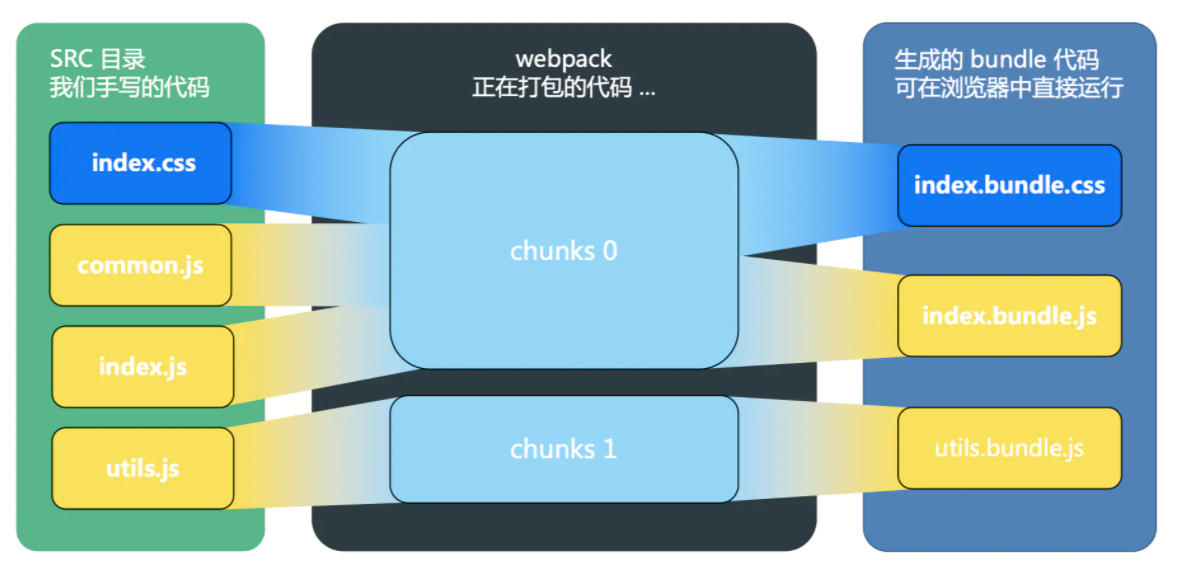 SRC 目录
我们手写的代码
index.css
common.js
index.js
utils.js
webpack
正在打包的代码 ...
chunks 0
chunks 1
生成的 bundle 代码
可在浏览器中直接运行
index.bundle.css
index.bundle.js
utils.bundle.js